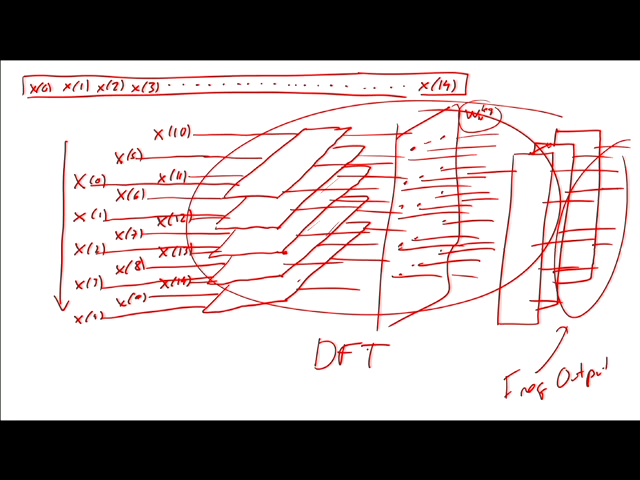 x(0) x(1) x(2) x(3) ................ x(14)
x(10)
x(5)
x(0) x(11)
x(6)
x(1) x(12)
x(7)
x(2) x(13)
x(8)
x(3) x(14)
x(9)
x(4)
DFT
Freq Output